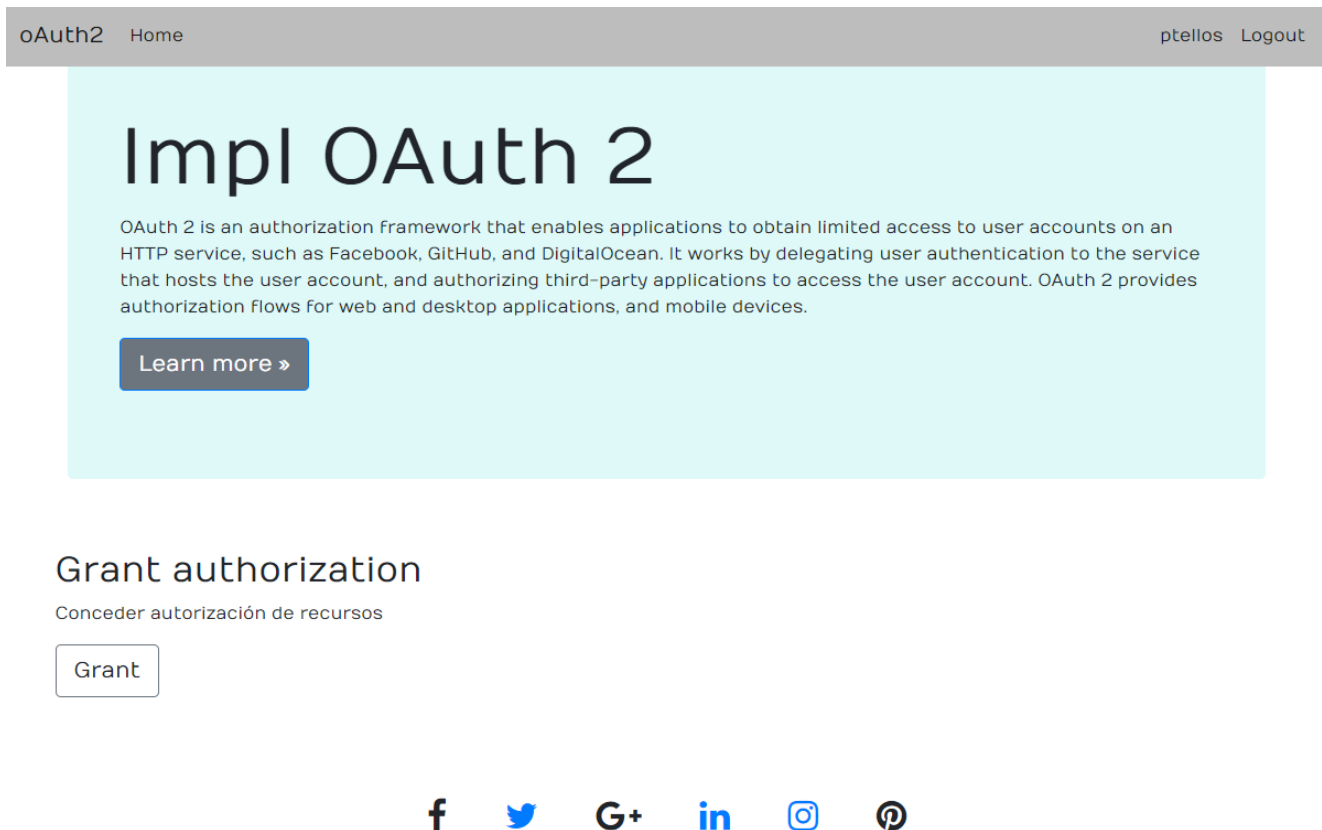 oAuth2 Home ptellos Logout
Impl OAuth 2
OAuth 2 is an authorization framework that enables applications to obtain limited access to user accounts on an
HTTP service, such as Facebook, GitHub, and DigitalOcean. It works by delegating user authentication to the service
that hosts the user account, and authorizing third-party applications to access the user account. OAuth 2 provides
authorization flows for web and desktop applications, and mobile devices.
Learn more »
Grant authorization
Conceder autorización de recursos
Grant
f G+ in